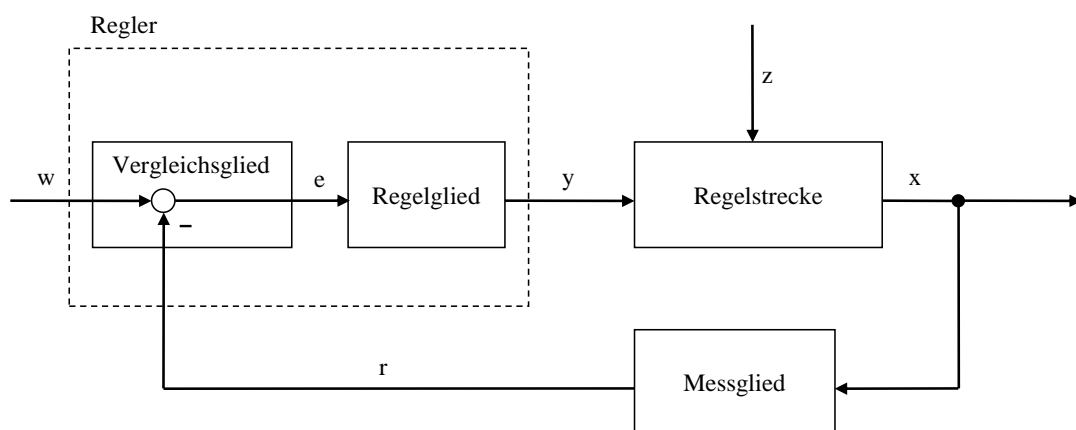 Regler
z
Vergleichsglied
w
e
Regelglied
y
Regelstrecke
x
–
r
Messglied